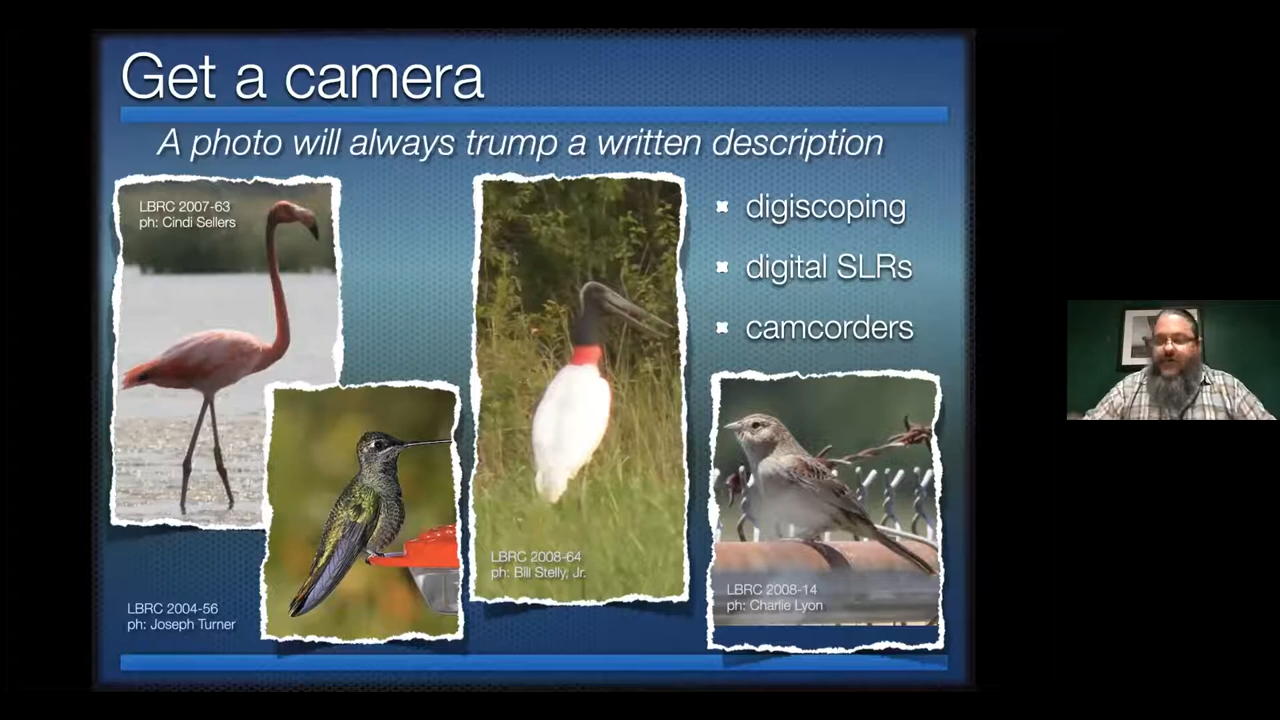 Get a camera
A photo will always trump a written description
LBRC 2007-63
ph: Cindi Sellers
digiscoping
digital SLRs
camcorders
LBRC 2008-64
ph: Bill Stelly, Jr.
LBRC 2008-14
ph: Charlie Lyon
LBRC 2004-56
ph: Joseph Turner